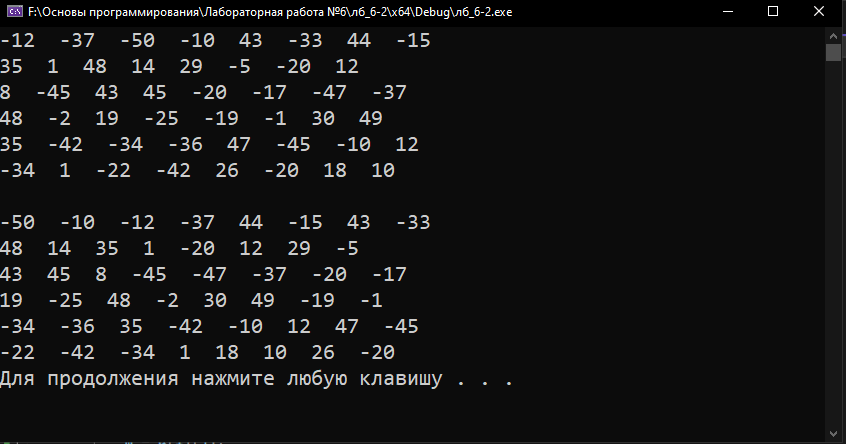 F:\Основы программирования\Лабораторная работа №6\лб_6-2\x64\Debug\лб_6-2.exe
-12 -37 -50 -10 43 -33 44 -15
35 1 48 14 29 -5 -20 12
8 -45 43 45 -20 -17 -47 -37
48 -2 19 -25 -19 -1 30 49
35 -42 -34 -36 47 -45 -10 12
-34 1 -22 -42 26 -20 18 10
-50 -10 -12 -37 44 -15 43 -33
48 14 35 1 -20 12 29 -5
43 45 8 -45 -47 -37 -20 -17
19 -25 48 -2 30 49 -19 -1
-34 -36 35 -42 -10 12 47 -45
-22 -42 -34 1 18 10 26 -20
Для продолжения нажмите любую клавишу . . .